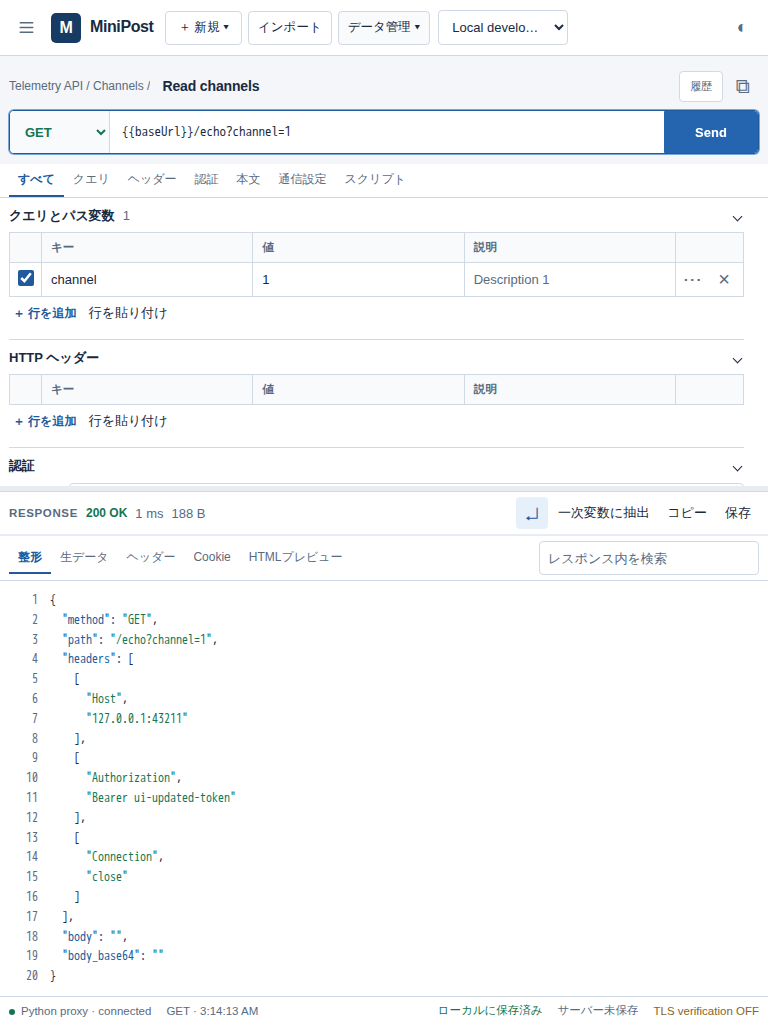 M MiniPost ＋ 新規 ▾ インポート データ管理 ▾ Local develo…
Telemetry API / Channels / Read channels 履歴
GET {{baseUrl}}/echo?channel=1 Send
すべて クエリ ヘッダー 認証 本文 通信設定 スクリプト
クエリとパス変数 1
キー 値 説明
channel 1 Description 1 ··· ×
＋ 行を追加 行を貼り付け
HTTP ヘッダー
キー 値 説明
＋ 行を追加 行を貼り付け
認証
RESPONSE 200 OK 1 ms 188 B 一次変数に抽出 コピー 保存
整形 生データ ヘッダー Cookie HTMLプレビュー レスポンス内を検索
1 {
2 "method": "GET",
3 "path": "/echo?channel=1",
4 "headers": [
5 [
6 "Host",
7 "127.0.0.1:43211"
8 ],
9 [
10 "Authorization",
11 "Bearer ui-updated-token"
12 ],
13 [
14 "Connection",
15 "close"
16 ]
17 ],
18 "body": "",
19 "body_base64": ""
20 }
Python proxy · connected GET · 3:14:13 AM ローカルに保存済み サーバー未保存 TLS verification OFF